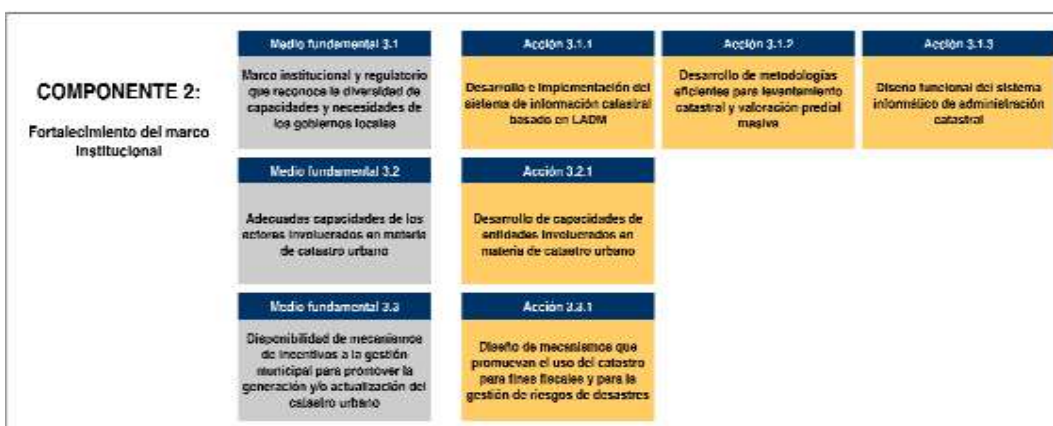 COMPONENTE 2:
Fortalecimiento del marco
Institucional
Medio fundamental 3.1
Marco institucional y regulatorio
que reconoce la diversidad de
capacidades y necesidades de
los gobiernos locales
Acción 3.1.1
Desarrollo e implementación del
sistema de información catastral
basado en LADM
Acción 3.1.2
Desarrollo de metodologías
eficientes para levantamiento
catastral y valoración predial
masiva
Acción 3.1.3
Diseño funcional del sistema
informático de administración
catastral
Medio fundamental 3.2
Adecuadas capacidades de los
actores involucrados en materia
de catastro urbano
Acción 3.2.1
Desarrollo de capacidades de
entidades involucrados en
materia de catastro urbano
Medio fundamental 3.3
Disponibilidad de mecanismos
de incentivos a la gestión
municipal para promover la
generación y/o actualización del
catastro urbano
Acción 3.3.1
Diseño de mecanismos que
promuevan el uso del catastro
para fines fiscales y para la
gestión de riesgos de desastres